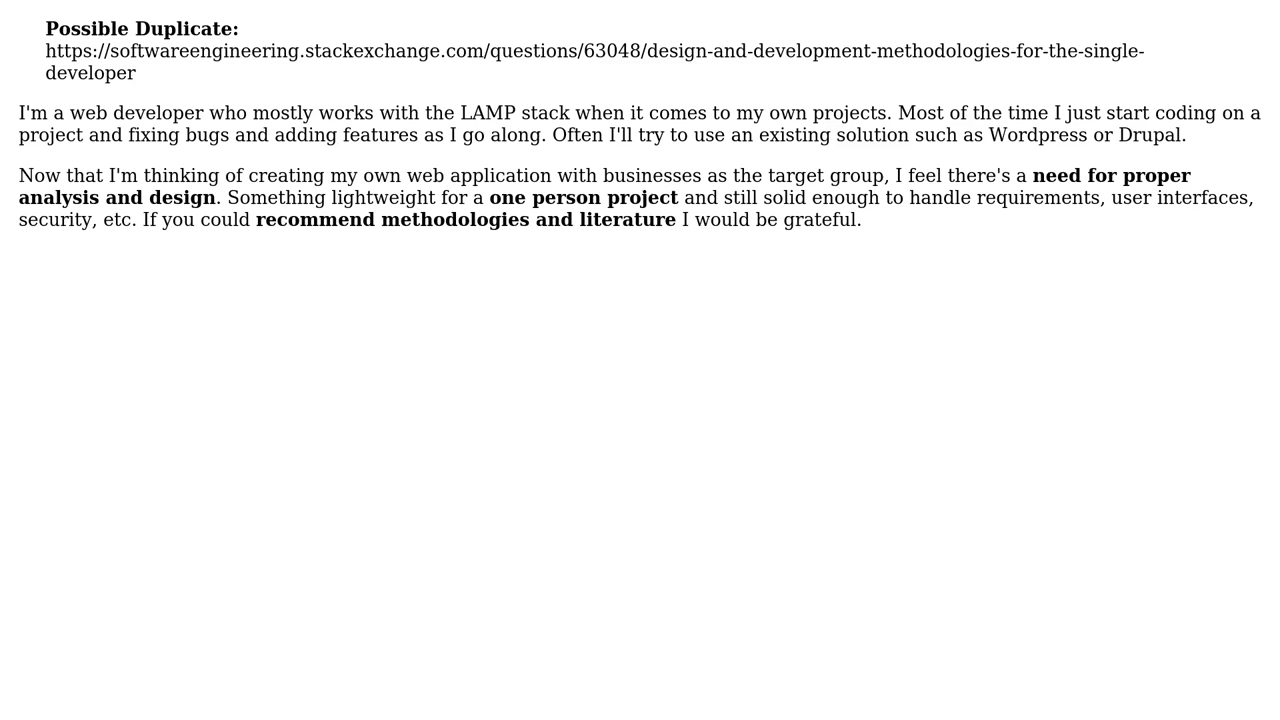 Possible Duplicate:
https://softwareengineering.stackexchange.com/questions/63048/design-and-development-methodologies-for-the-single-
developer
I'm a web developer who mostly works with the LAMP stack when it comes to my own projects. Most of the time I just start coding on a
project and fixing bugs and adding features as I go along. Often I'll try to use an existing solution such as Wordpress or Drupal.
Now that I'm thinking of creating my own web application with businesses as the target group, I feel there's a need for proper
analysis and design. Something lightweight for a one person project and still solid enough to handle requirements, user interfaces,
security, etc. If you could recommend methodologies and literature I would be grateful.